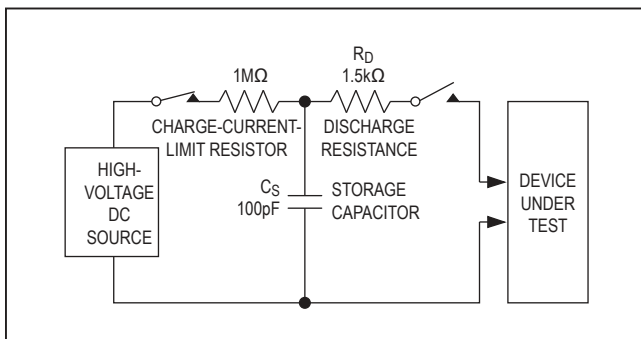 R_D
1MΩ
1.5kΩ
CHARGE-CURRENT-
LIMIT RESISTOR
DISCHARGE
RESISTANCE
HIGH-
VOLTAGE
DC
SOURCE
C_S
100pF
STORAGE
CAPACITOR
DEVICE
UNDER
TEST